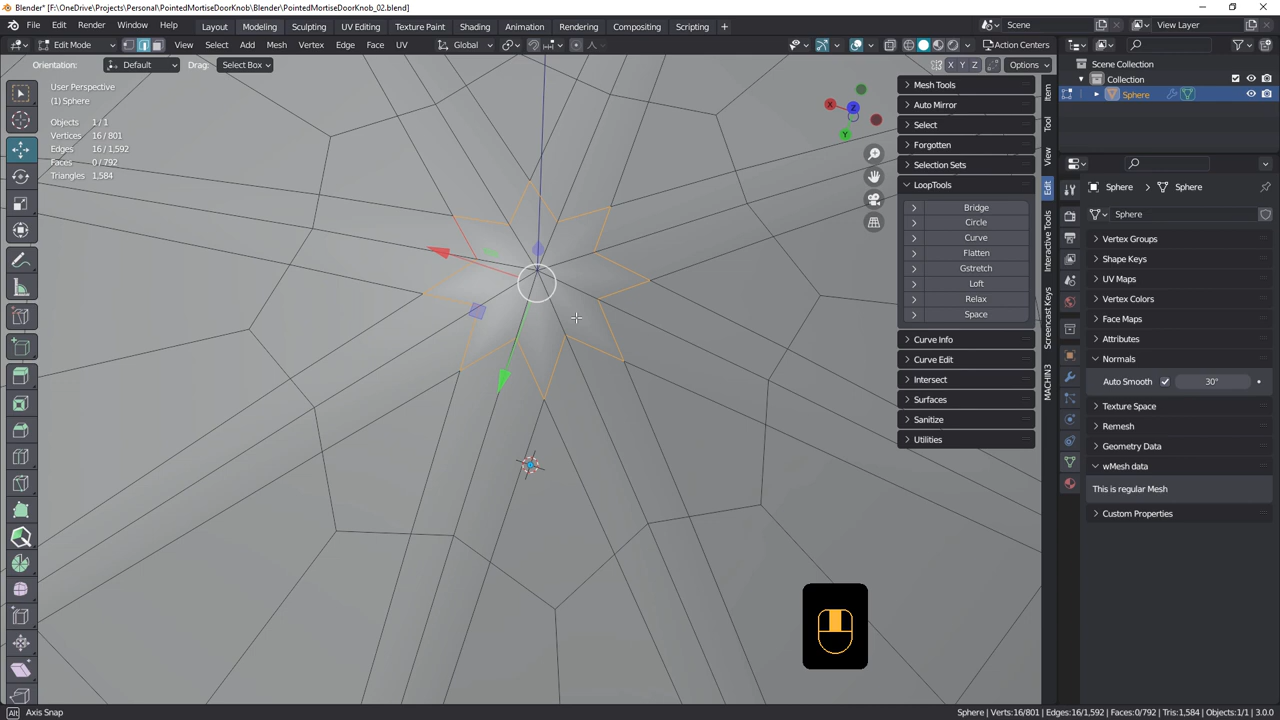 Blender* [F:\OneDrive\Projects\Personal\PointedMortiseDoorKnob\Blender\PointedMortiseDoorKnob_02.blend]
File Edit Render Window Help Layout Modeling Sculpting UV Editing Texture Paint Shading Animation Rendering Compositing Scripting Scene View Layer
Edit Mode View Select Add Mesh Vertex Edge Face UV Global Action Centers
Orientation: Default Drag: Select Box X Y Z Options
User Perspective
(1) Sphere
Objects 1/1
Vertices 16/801
Edges 16/1,592
Faces 0/792
Triangles 1,584
X
Z
Y
Mesh Tools
Auto Mirror
Select
Forgotten
Selection Sets
LoopTools
Bridge
Circle
Curve
Flatten
Gstretch
Loft
Relax
Space
Curve Info
Curve Edit
Intersect
Surfaces
Sanitize
Utilities
Item
Tool
View
Edit
Interactive Tools
Screencast Keys
MACHIN3
Scene Collection
Collection
Sphere
Sphere Sphere
Sphere
Vertex Groups
Shape Keys
UV Maps
Vertex Colors
Face Maps
Attributes
Normals
Auto Smooth 30°
Texture Space
Remesh
Geometry Data
wMesh data
This is regular Mesh
Custom Properties
Alt Axis Snap
Sphere | Verts:16/801 | Edges:16/1,592 | Faces:0/792 | Tris:1,584 | Objects:1/1 | 3.0.0